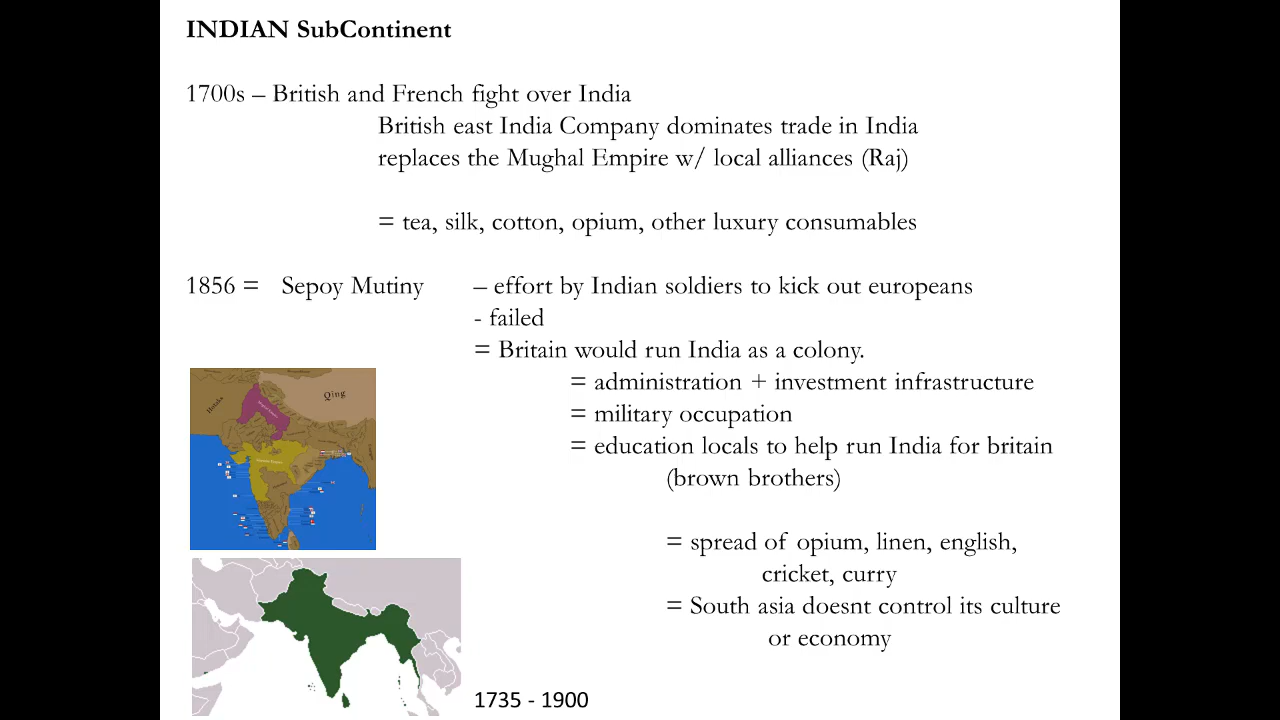 INDIAN SubContinent
1700s – British and French fight over India
British east India Company dominates trade in India
replaces the Mughal Empire w/ local alliances (Raj)
= tea, silk, cotton, opium, other luxury consumables
1856 = Sepoy Mutiny – effort by Indian soldiers to kick out europeans
- failed
= Britain would run India as a colony.
= administration + investment infrastructure
= military occupation
= education locals to help run India for britain
(brown brothers)
= spread of opium, linen, english,
cricket, curry
= South asia doesnt control its culture
or economy
1735 - 1900
Qing